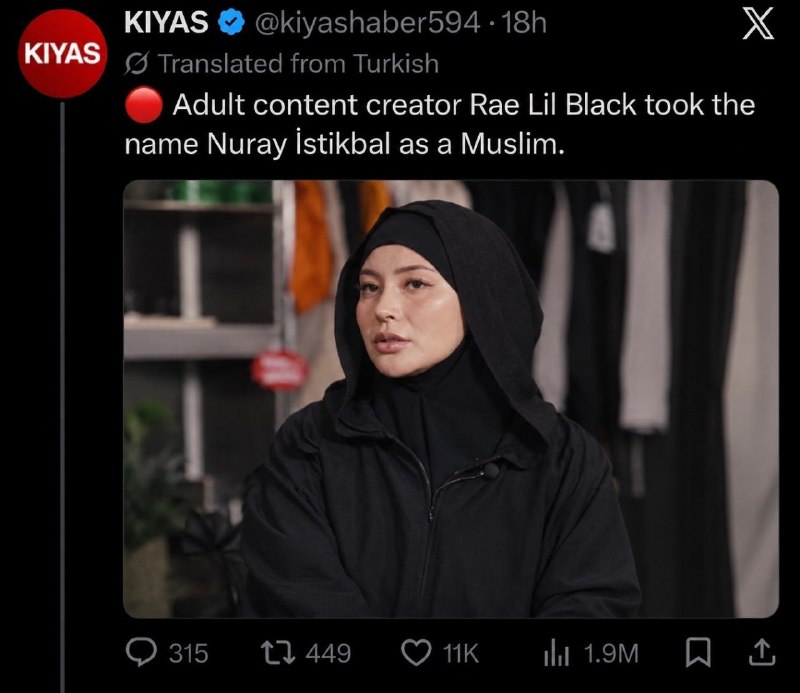 KIYAS
KIYAS @kiyashaber594 · 18h
Translated from Turkish
Adult content creator Rae Lil Black took the
name Nuray İstikbal as a Muslim.
315 449 11K 1.9M